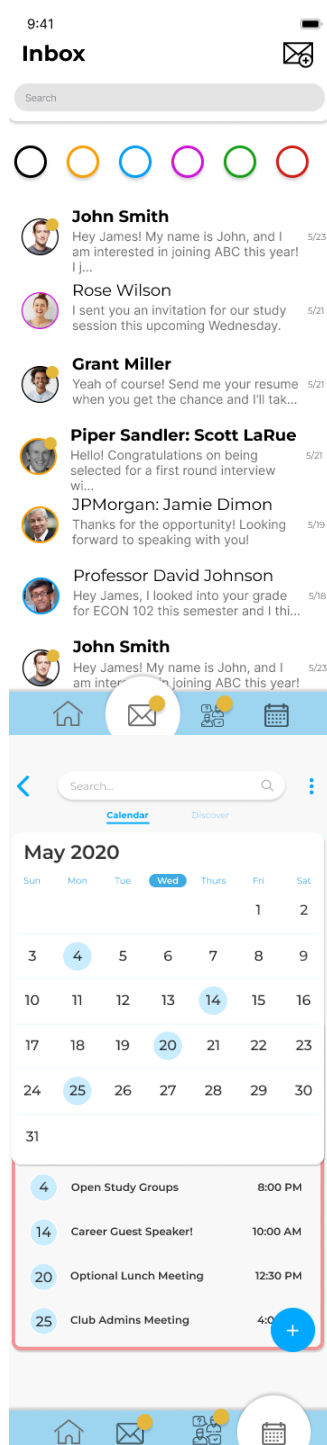 9:41
Inbox
Search
John Smith
Hey James! My name is John, and I 5/23
am interested in joining ABC this year!
I j...
Rose Wilson
I sent you an invitation for our study 5/21
session this upcoming Wednesday.
Grant Miller
Yeah of course! Send me your resume 5/21
when you get the chance and I'll tak...
Piper Sandler: Scott LaRue
Hello! Congratulations on being 5/21
selected for a first round interview
wi...
JPMorgan: Jamie Dimon
Thanks for the opportunity! Looking 5/19
forward to speaking with you!
Professor David Johnson
Hey James, I looked into your grade 5/18
for ECON 102 this semester and I thi...
John Smith
Hey James! My name is John, and I 5/23
am interested in joining ABC this year!
Search...
Calendar Discover
May 2020
Sun Mon Tue Wed Thurs Fri Sat
1 2
3 4 5 6 7 8 9
10 11 12 13 14 15 16
17 18 19 20 21 22 23
24 25 26 27 28 29 30
31
4 Open Study Groups 8:00 PM
14 Career Guest Speaker! 10:00 AM
20 Optional Lunch Meeting 12:30 PM
25 Club Admins Meeting